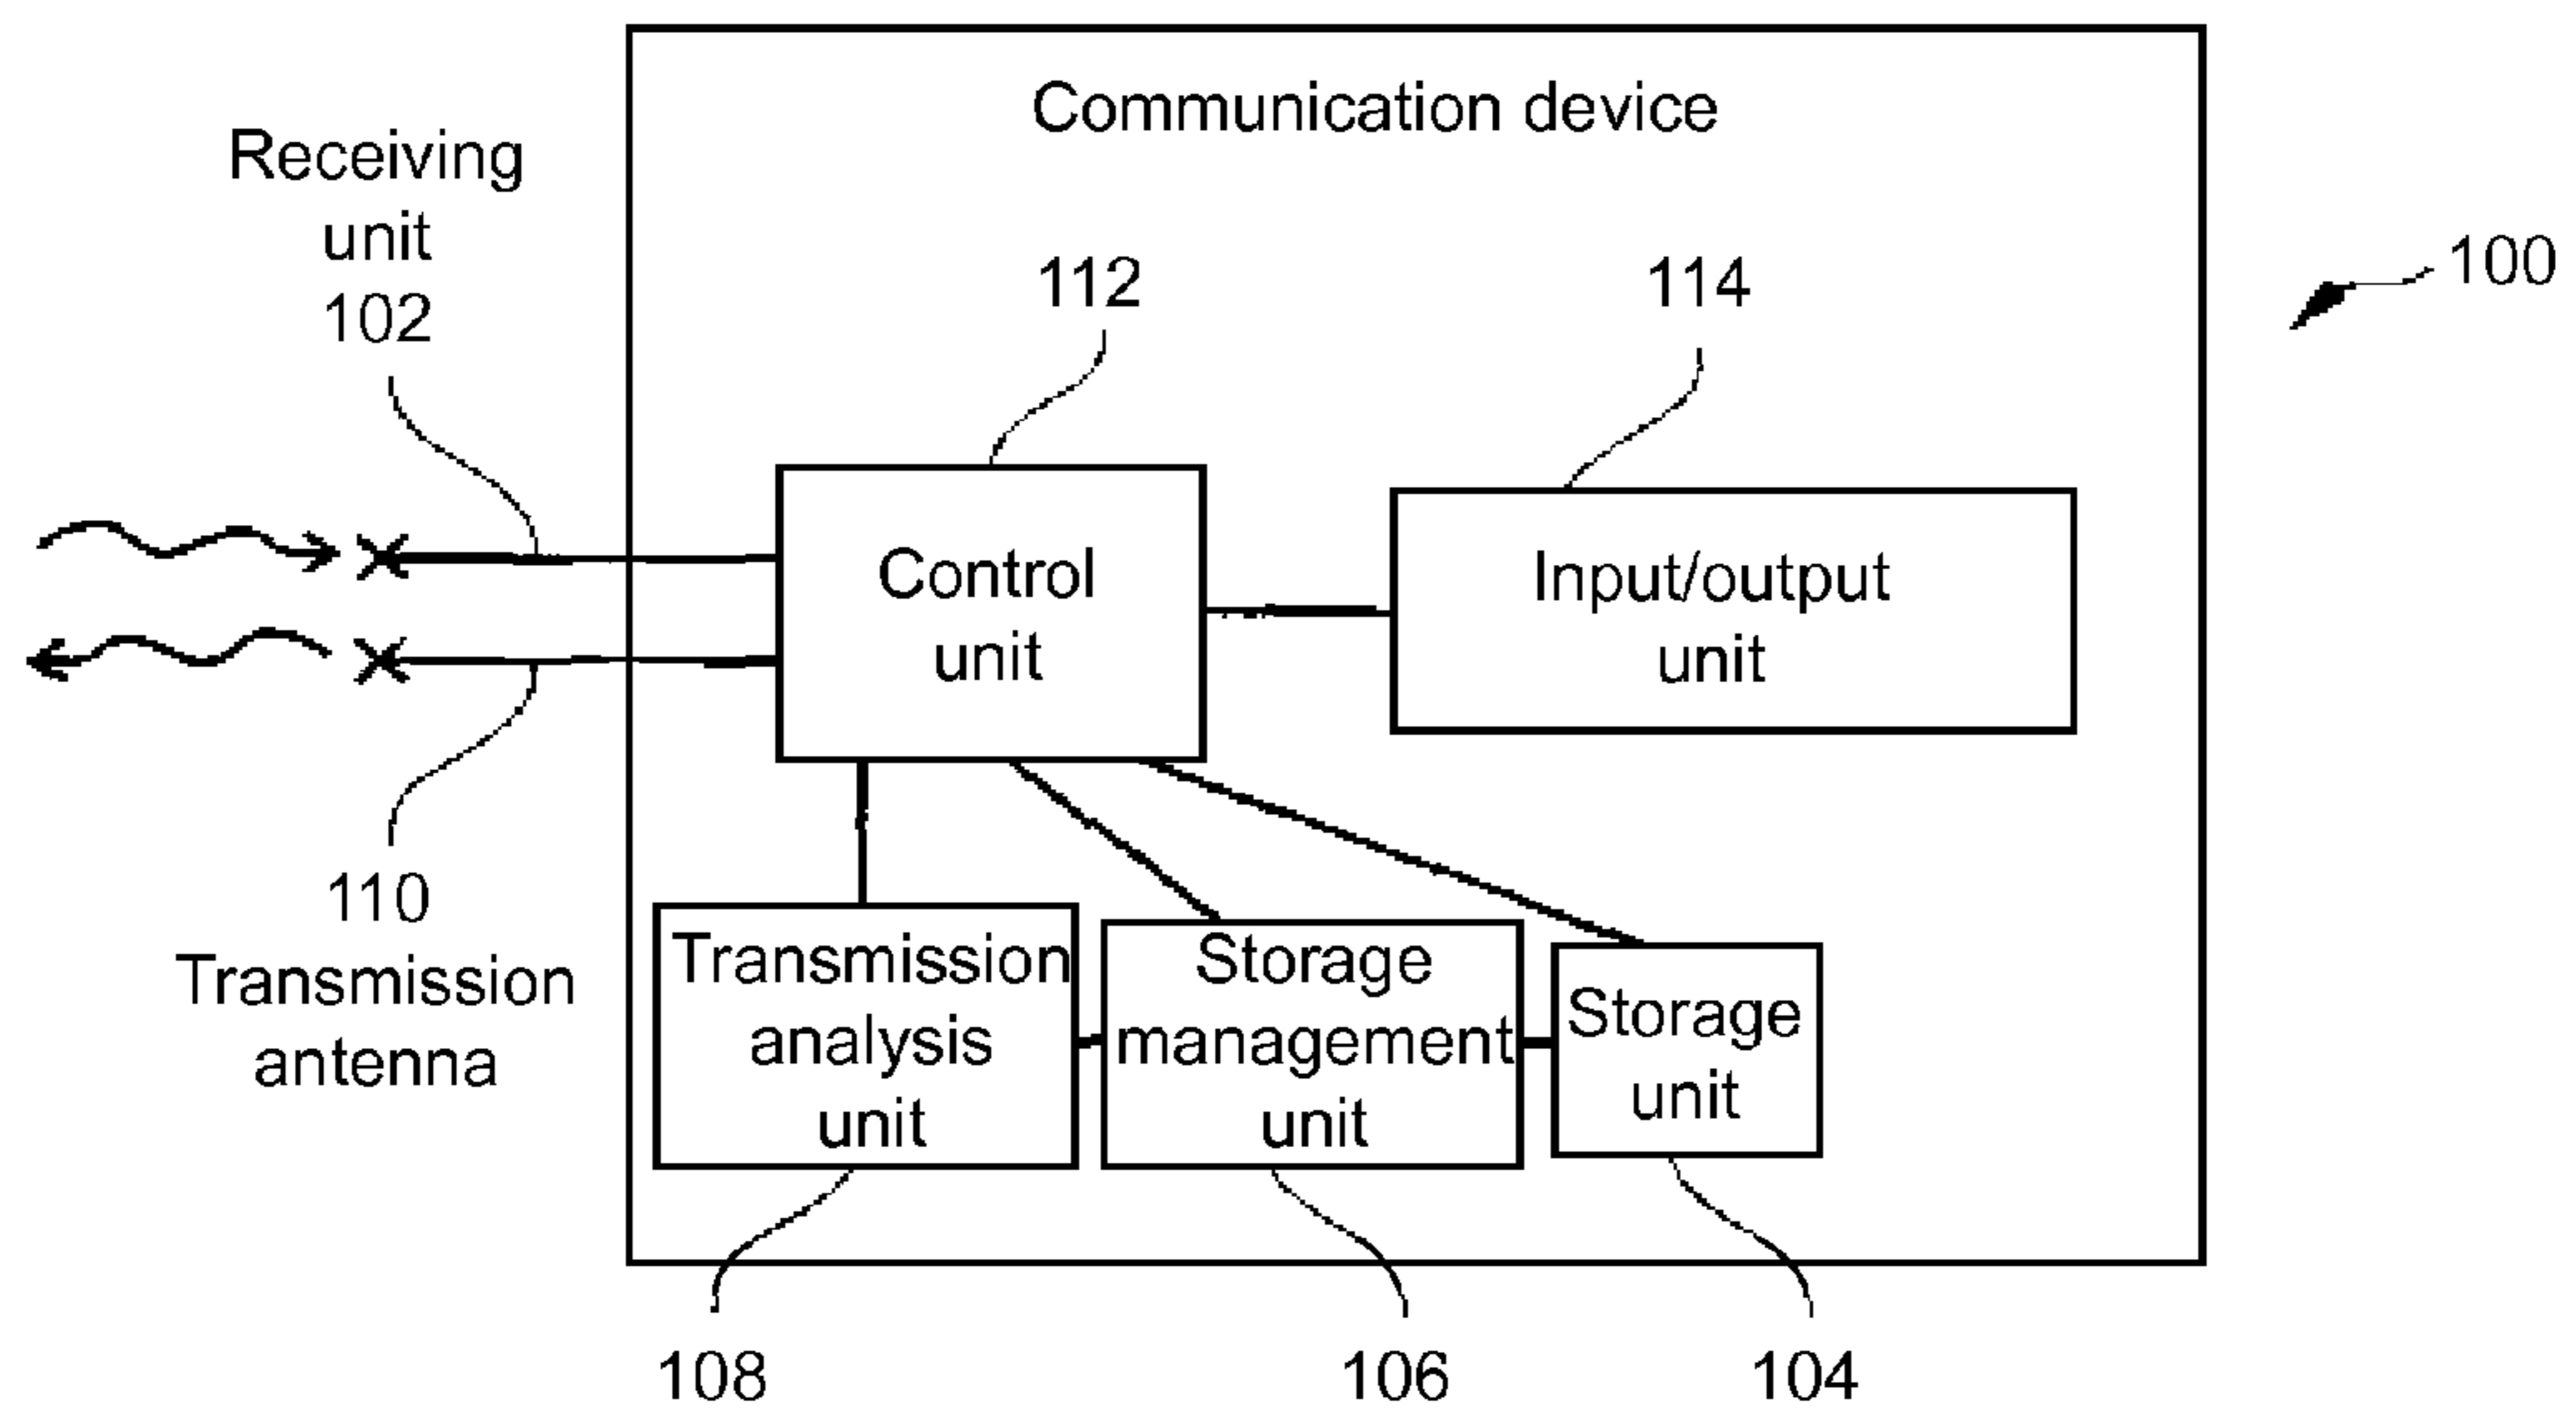 Communication device
Receiving
unit
102
112
114
100
Control
unit
Input/output
unit
110
Transmission
antenna
Transmission
analysis
unit
Storage
management
unit
Storage
unit
108
106
104